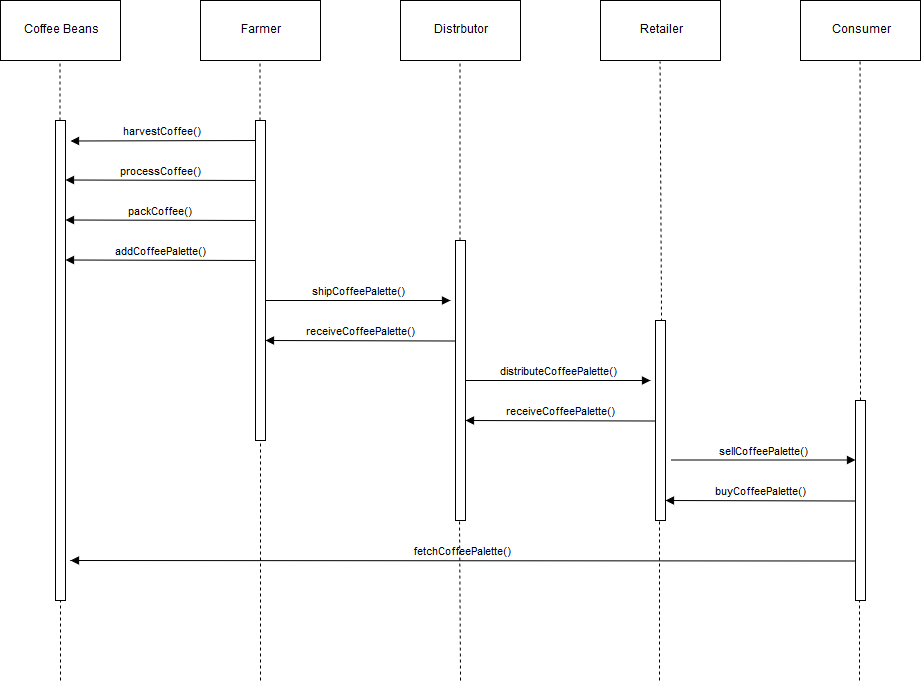 Coffee Beans
Farmer
Distrbutor
Retailer
Consumer
harvestCoffee()
processCoffee()
packCoffee()
addCoffeePalette()
shipCoffeePalette()
receiveCoffeePalette()
distributeCoffeePalette()
receiveCoffeePalette()
sellCoffeePalette()
buyCoffeePalette()
fetchCoffeePalette()